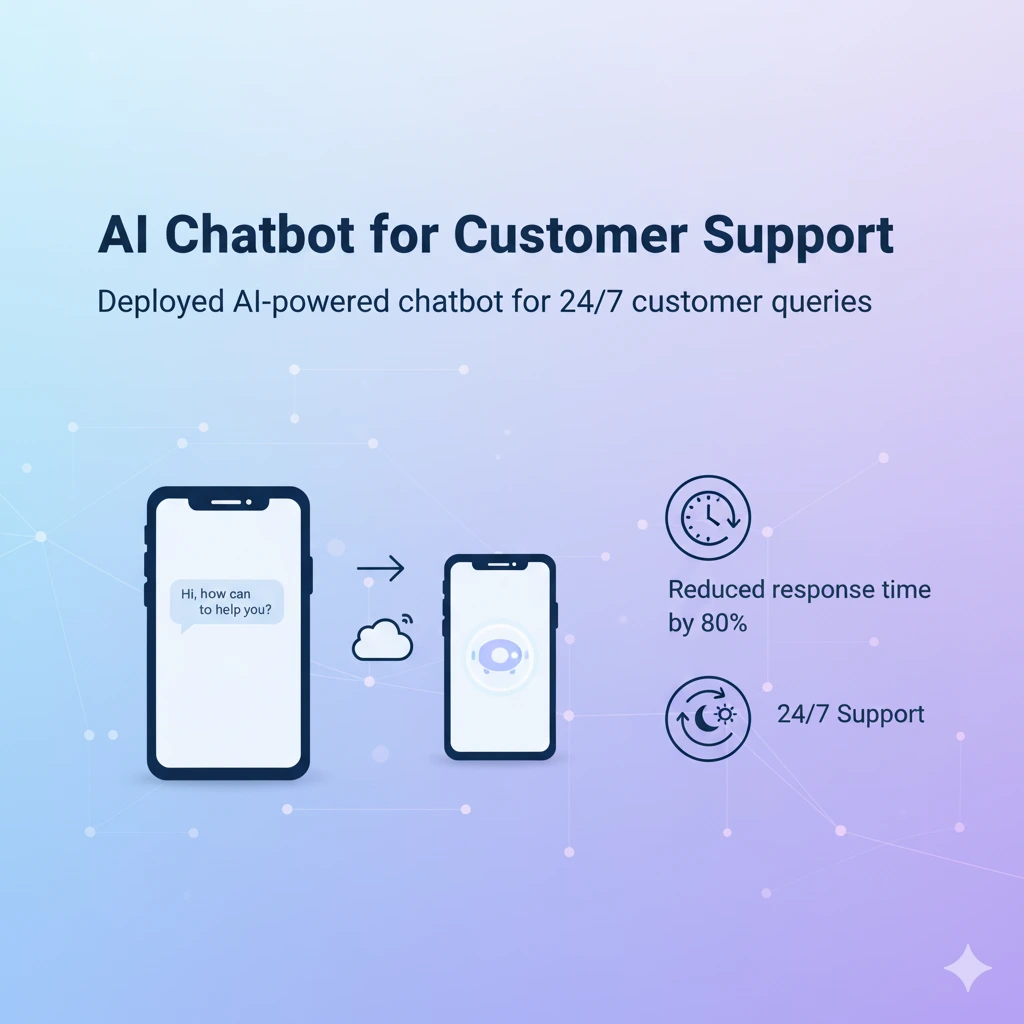 AI Chatbot for Customer Support
Deployed AI-powered chatbot for 24/7 customer queries
Hi, how can
to help you?
Reduced response time
by 80%
24/7 Support